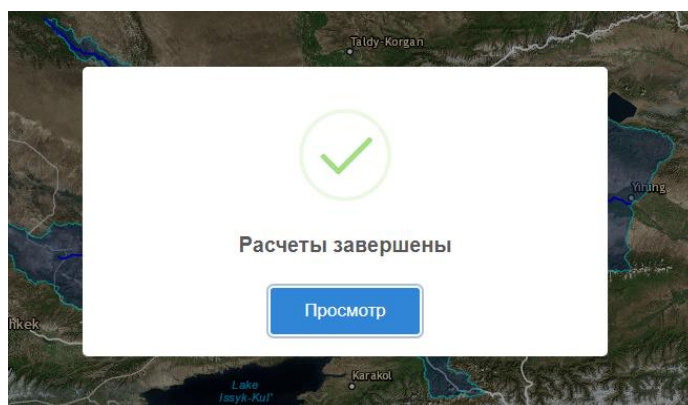 Taldy-Korgan
Yining
Расчеты завершены
Просмотр
hkek
Karakol
Lake
Issyk-Kul'